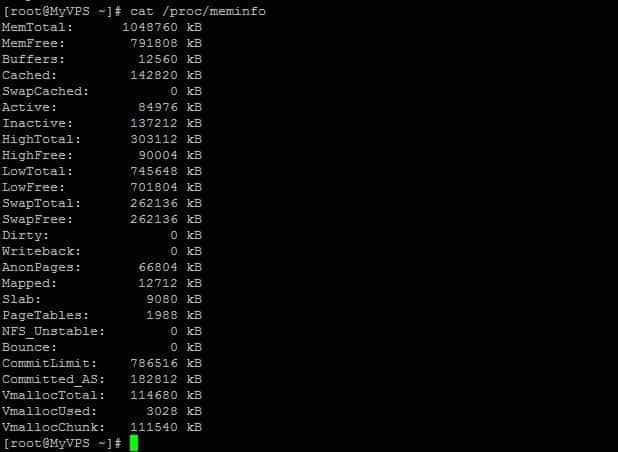 [root@MyVPS ~]# cat /proc/meminfo
MemTotal: 1048760 kB
MemFree: 791808 kB
Buffers: 12560 kB
Cached: 142820 kB
SwapCached: 0 kB
Active: 84976 kB
Inactive: 137212 kB
HighTotal: 303112 kB
HighFree: 90004 kB
LowTotal: 745648 kB
LowFree: 701804 kB
SwapTotal: 262136 kB
SwapFree: 262136 kB
Dirty: 0 kB
Writeback: 0 kB
AnonPages: 66804 kB
Mapped: 12712 kB
Slab: 9080 kB
PageTables: 1988 kB
NFS_Unstable: 0 kB
Bounce: 0 kB
CommitLimit: 786516 kB
Committed_AS: 182812 kB
VmallocTotal: 114680 kB
VmallocUsed: 3028 kB
VmallocChunk: 111540 kB
[root@MyVPS ~]#